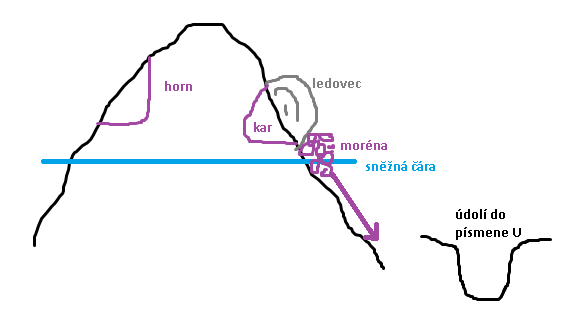 horn
ledovec
kar
moréna
sněžná čára
údolí do
písmene U